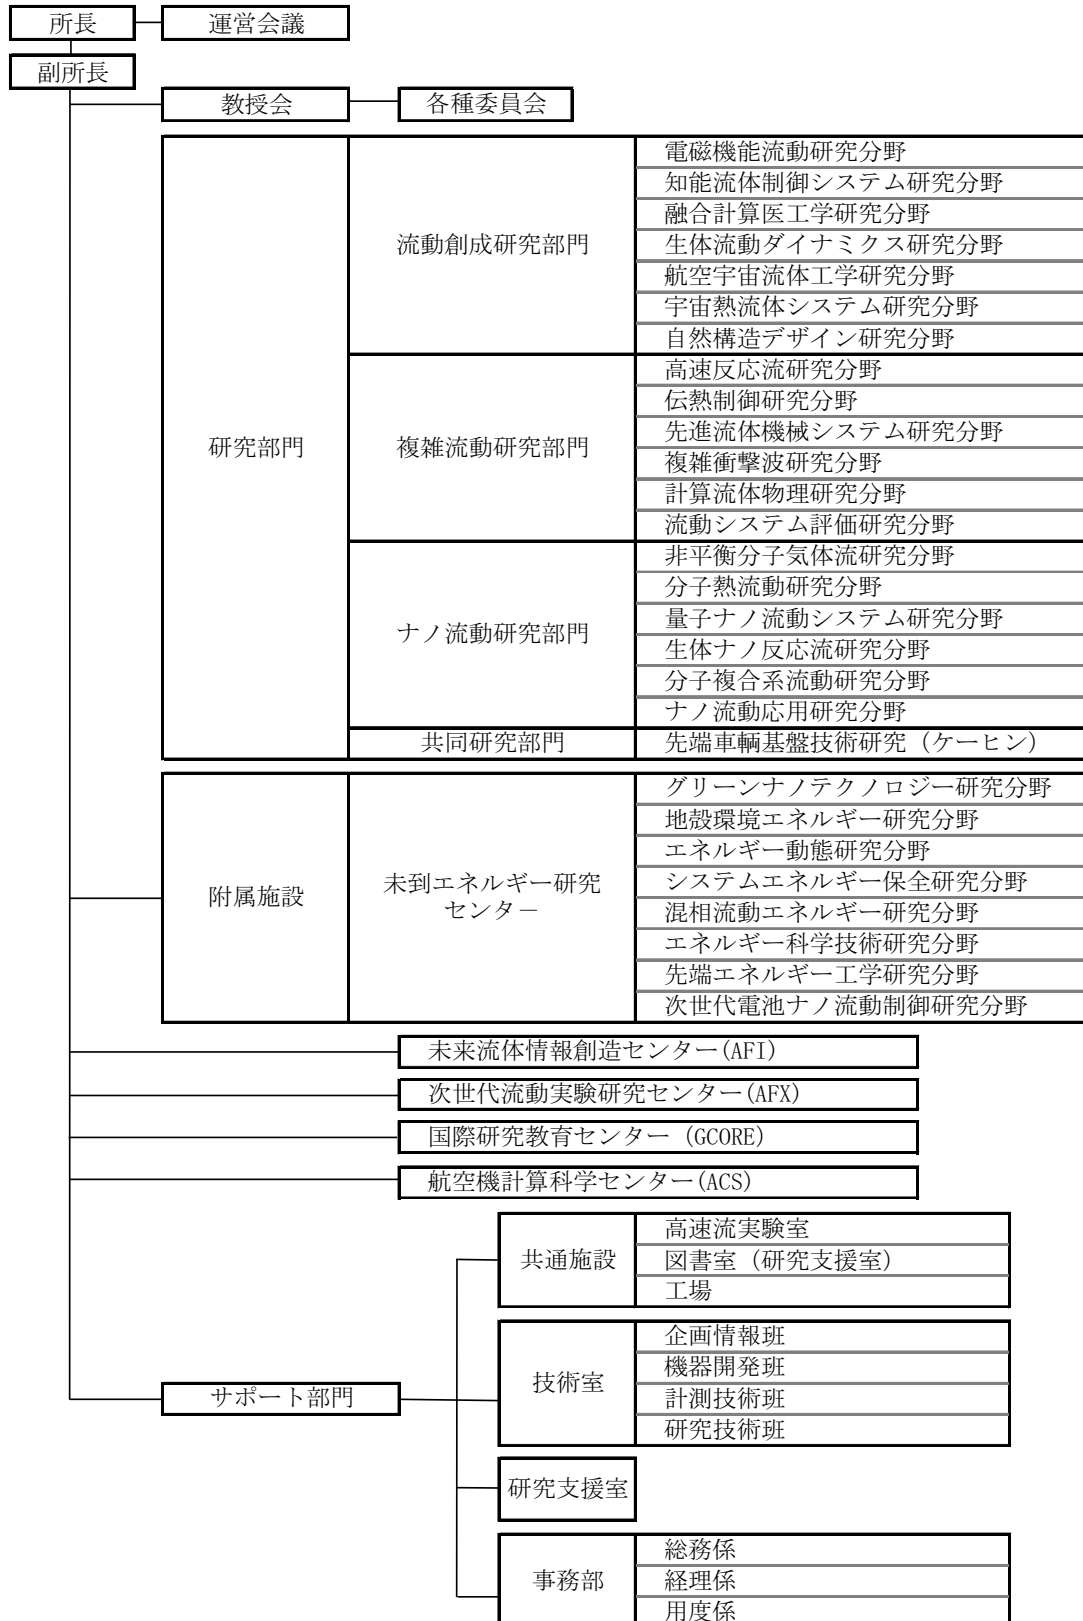 所長
運営会議
副所長
教授会
各種委員会
研究部門
流動創成研究部門
電磁機能流動研究分野
知能流体制御システム研究分野
融合計算医工学研究分野
生体流動ダイナミクス研究分野
航空宇宙流体工学研究分野
宇宙熱流体システム研究分野
自然構造デザイン研究分野
複雑流動研究部門
高速反応流研究分野
伝熱制御研究分野
先進流体機械システム研究分野
複雑衝撃波研究分野
計算流体物理研究分野
流動システム評価研究分野
ナノ流動研究部門
非平衡分子気体流研究分野
分子熱流動研究分野
量子ナノ流動システム研究分野
生体ナノ反応流研究分野
分子複合系流動研究分野
ナノ流動応用研究分野
共同研究部門
先端車輌基盤技術研究（ケーヒン）
附属施設
未到エネルギー研究
センタ－
グリーンナノテクノロジー研究分野
地殻環境エネルギー研究分野
エネルギー動態研究分野
システムエネルギー保全研究分野
混相流動エネルギー研究分野
エネルギー科学技術研究分野
先端エネルギー工学研究分野
次世代電池ナノ流動制御研究分野
未来流体情報創造センター(AFI)
次世代流動実験研究センター(AFX)
国際研究教育センター（GCORE)
航空機計算科学センター(ACS)
サポート部門
共通施設
高速流実験室
図書室（研究支援室）
工場
技術室
企画情報班
機器開発班
計測技術班
研究技術班
研究支援室
事務部
総務係
経理係
用度係